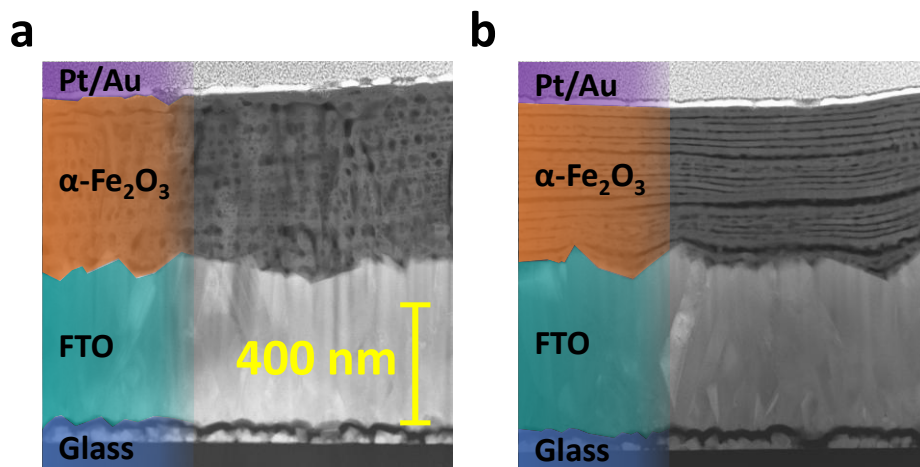 a
b
Pt/Au
Pt/Au
α-Fe₂O₃
α-Fe₂O₃
FTO
400 nm
FTO
Glass
Glass